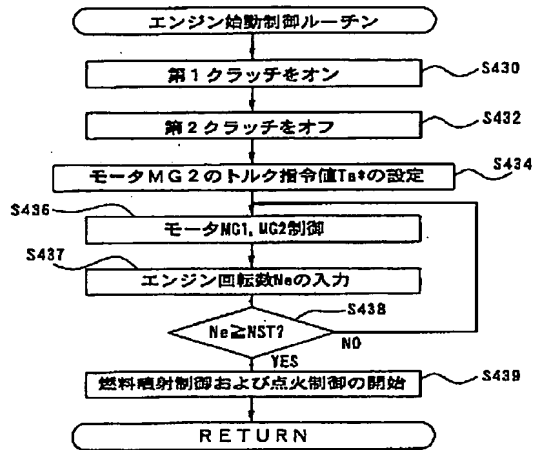 エンジン始動制御ルーチン
第1クラッチをオン
S430
第2クラッチをオフ
S432
モータMG2のトルク指令値Ta*の設定
S434
S436
モータMG1,MG2制御
S437
エンジン回転数Neの入力
S438
Ne≧NST?
NO
YES
燃料噴射制御および点火制御の開始
S439
RETURN